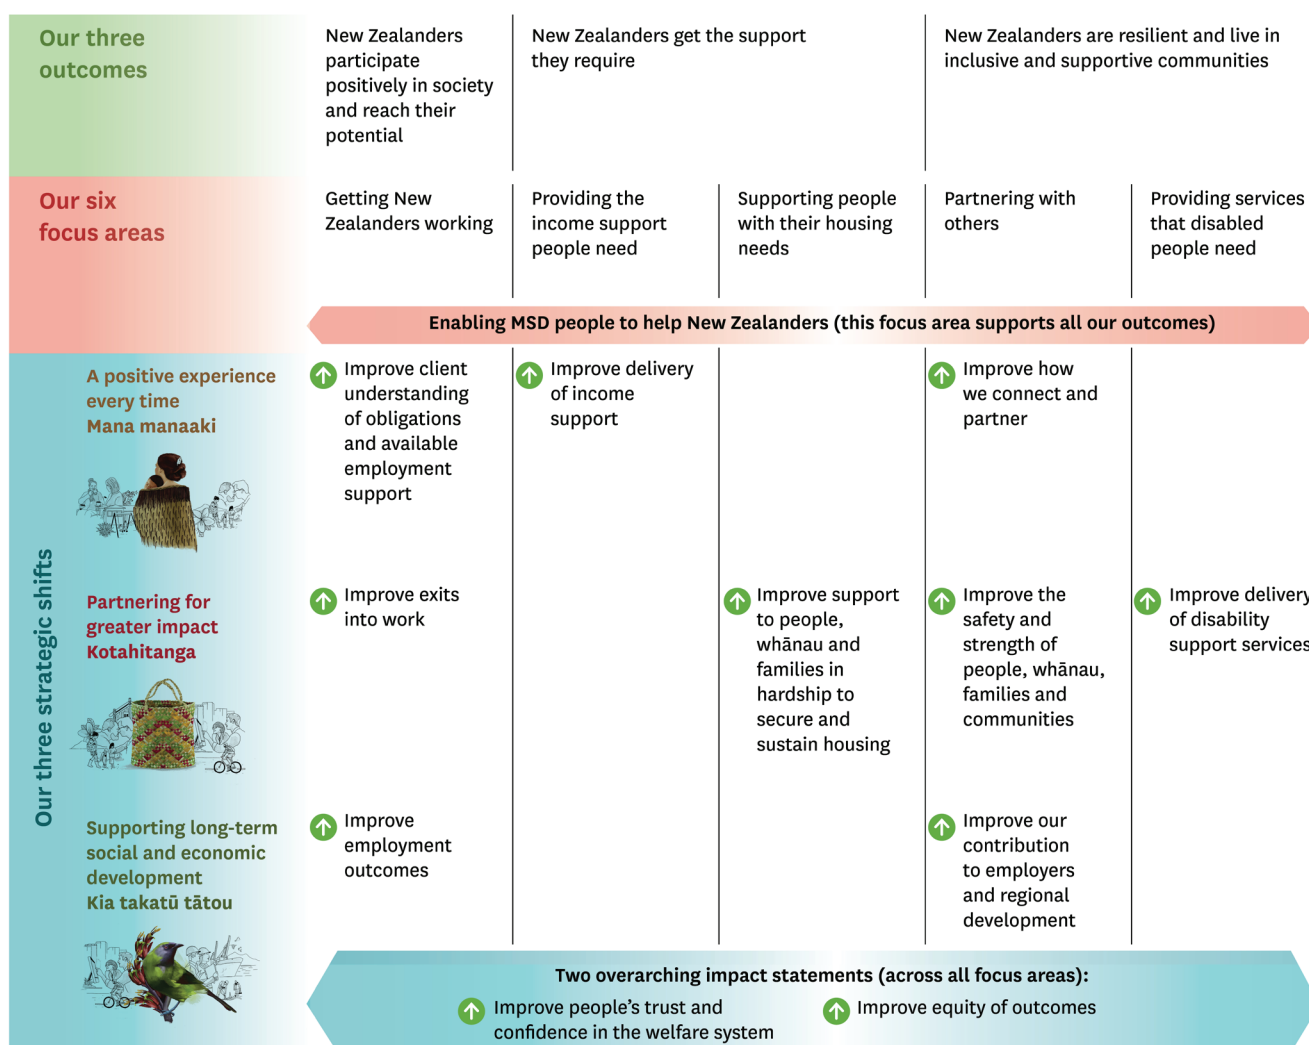 Our three
outcomes
New Zealanders
participate
positively in society
and reach their
potential
New Zealanders get the support
they require
New Zealanders are resilient and live in
inclusive and supportive communities
Our six
focus areas
Getting New
Zealanders working
Providing the
income support
people need
Supporting people
with their housing
needs
Partnering with
others
Providing services
that disabled
people need
Enabling MSD people to help New Zealanders (this focus area supports all our outcomes)
Our three strategic shifts
A positive experience
every time
Mana manaaki
Improve client
understanding
of obligations
and available
employment
support
Improve delivery
of income
support
Improve how
we connect and
partner
Partnering for
greater impact
Kotahitanga
Improve exits
into work
Improve support
to people,
whānau and
families in
hardship to
secure and
sustain housing
Improve the
safety and
strength of
people, whānau,
families and
communities
Improve delivery
of disability
support services
Supporting long-term
social and economic
development
Kia takatū tātou
Improve
employment
outcomes
Improve our
contribution
to employers
and regional
development
Two overarching impact statements (across all focus areas):
Improve people's trust and
confidence in the welfare system
Improve equity of outcomes